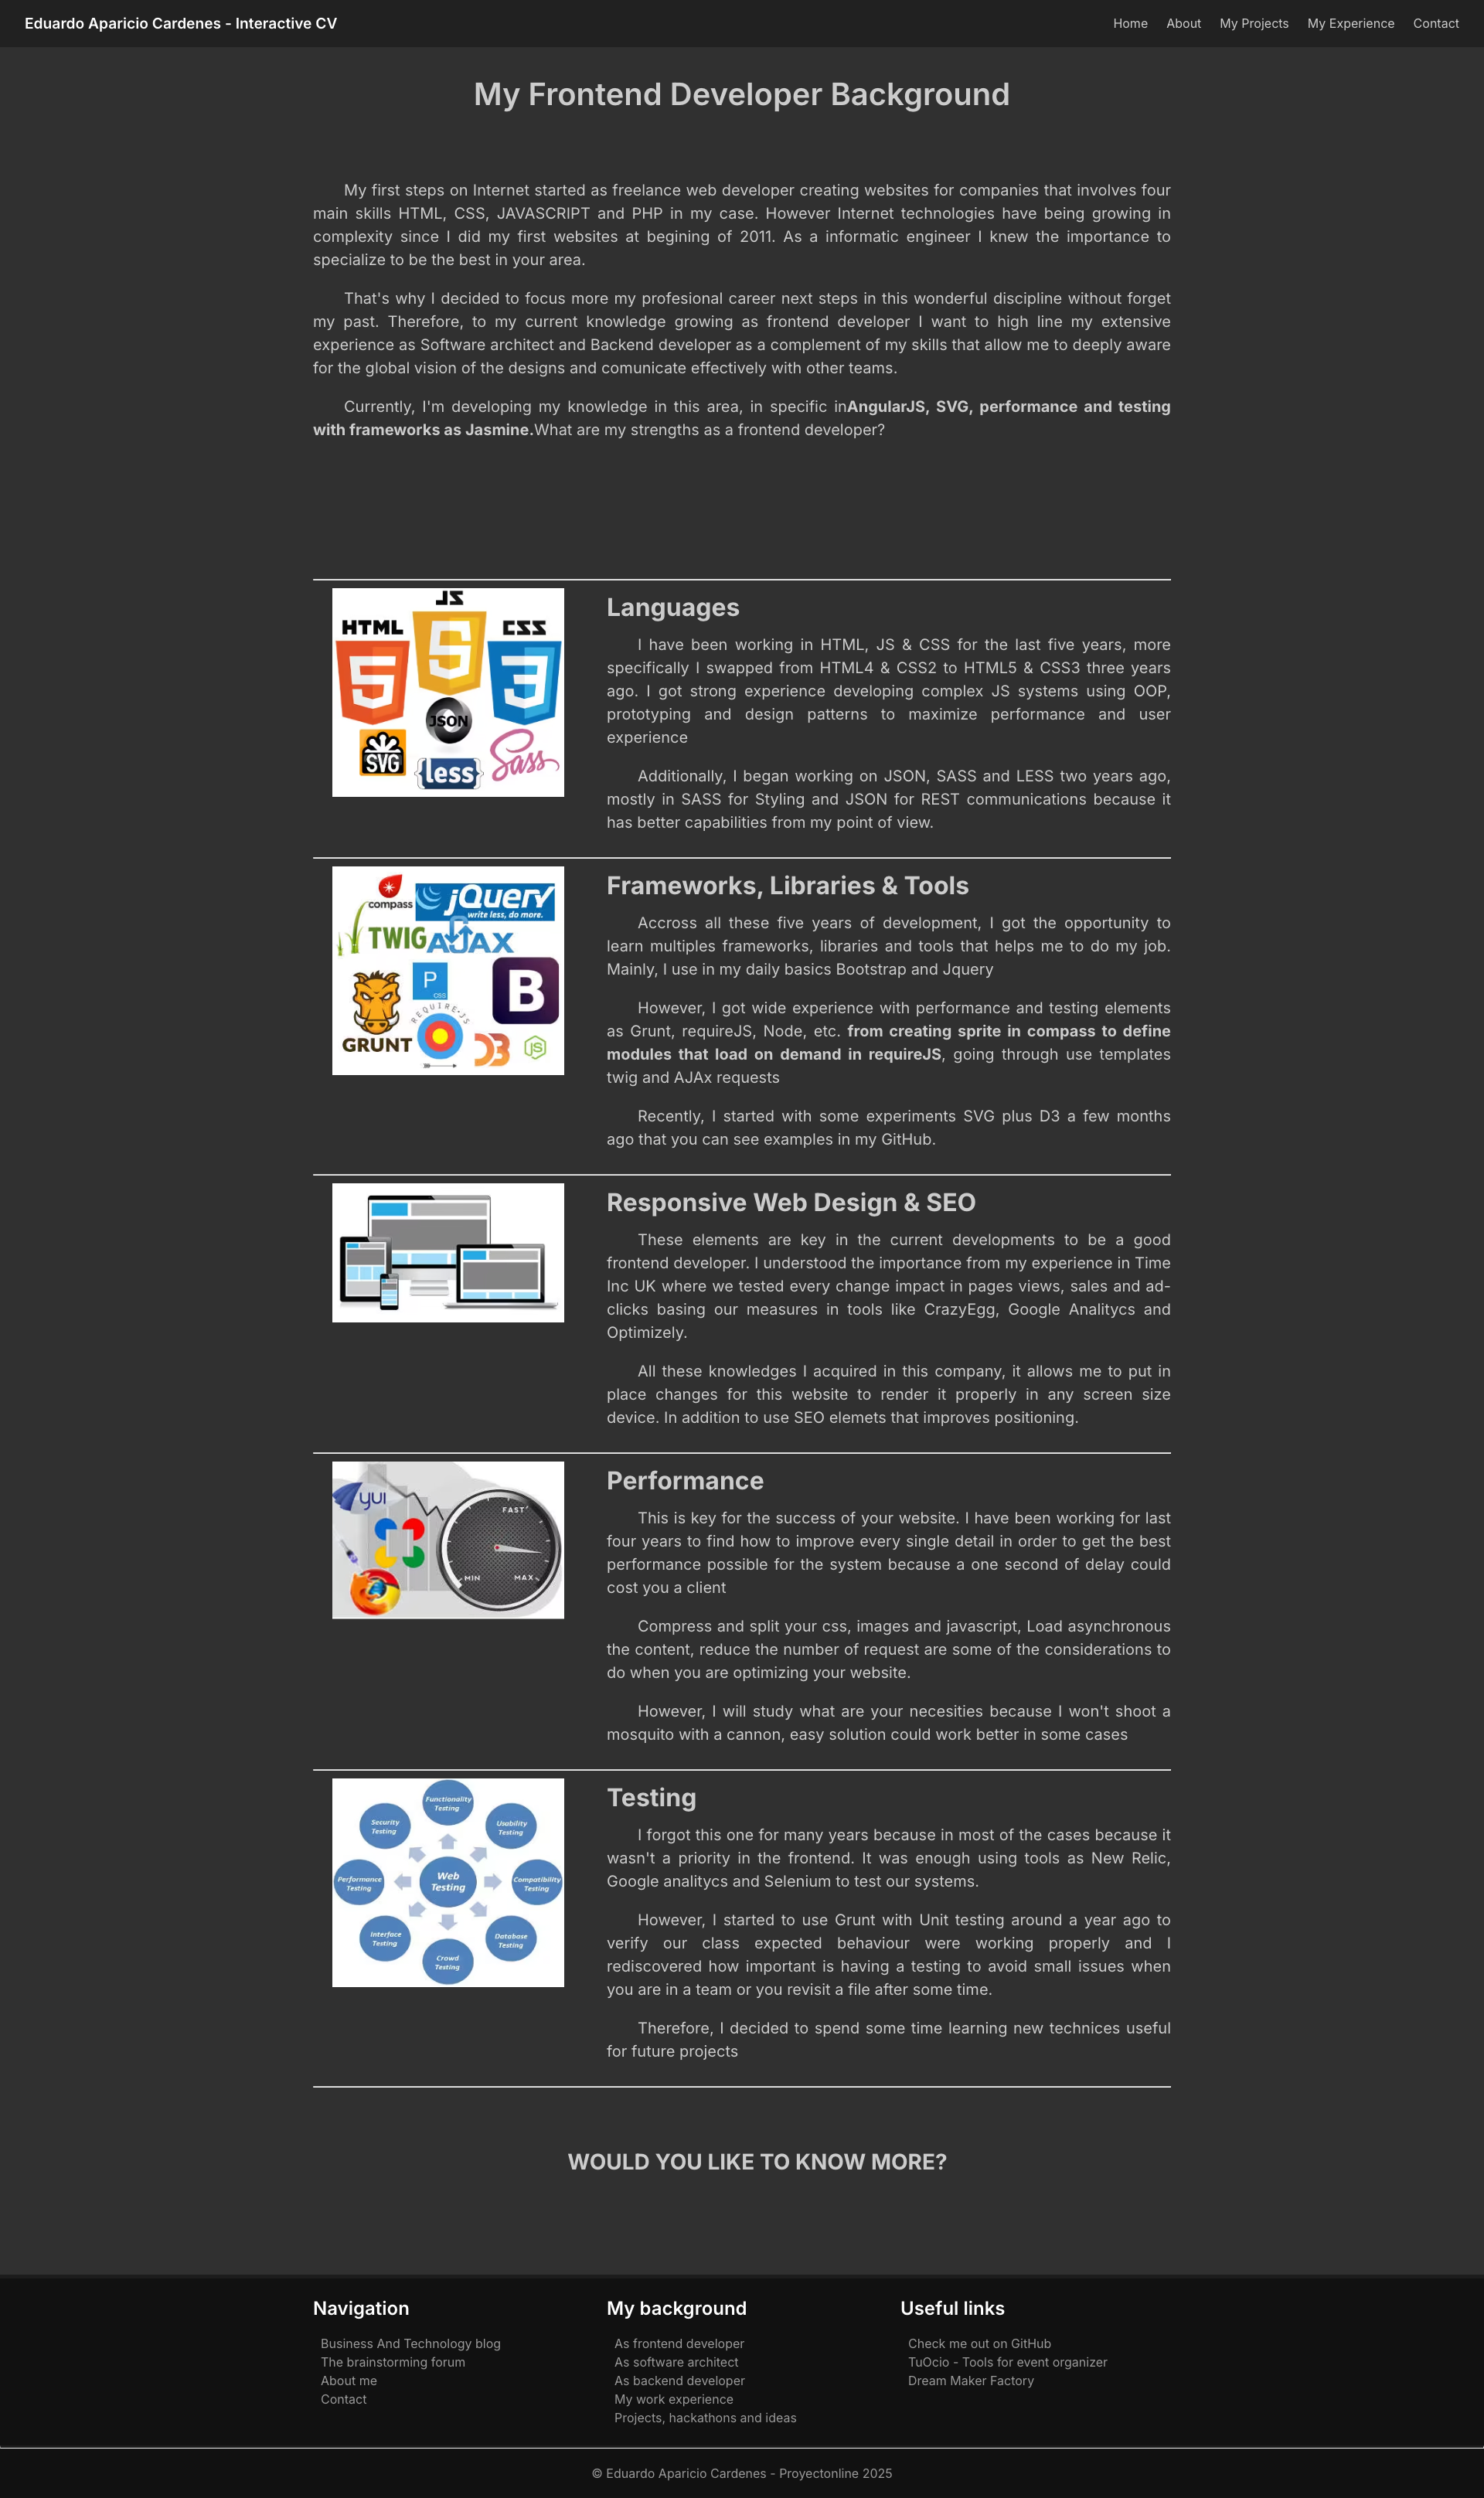 Eduardo Aparicio Cardenes - Interactive CV
Home About My Projects My Experience Contact
My Frontend Developer Background
My first steps on Internet started as freelance web developer creating websites for companies that involves four
main skills HTML, CSS, JAVASCRIPT and PHP in my case. However Internet technologies have being growing in
complexity since I did my first websites at begining of 2011. As a informatic engineer I knew the importance to
specialize to be the best in your area.
That's why I decided to focus more my profesional career next steps in this wonderful discipline without forget
my past. Therefore, to my current knowledge growing as frontend developer I want to high line my extensive
experience as Software architect and Backend developer as a complement of my skills that allow me to deeply aware
for the global vision of the designs and comunicate effectively with other teams.
Currently, I'm developing my knowledge in this area, in specific inAngularJS, SVG, performance and testing
with frameworks as Jasmine.What are my strengths as a frontend developer?
JS
HTML
CSS
5
5
3
JSON
SVG
{less}
Sass
Languages
I have been working in HTML, JS & CSS for the last five years, more
specifically I swapped from HTML4 & CSS2 to HTML5 & CSS3 three years
ago. I got strong experience developing complex JS systems using OOP,
prototyping and design patterns to maximize performance and user
experience
Additionally, I began working on JSON, SASS and LESS two years ago,
mostly in SASS for Styling and JSON for REST communications because it
has better capabilities from my point of view.
compass
jQuery
write less, do more.
TWIG
AJAX
P
css
B
REQUIRE.JS
GRUNT
D3
JS
Frameworks, Libraries & Tools
Accross all these five years of development, I got the opportunity to
learn multiples frameworks, libraries and tools that helps me to do my job.
Mainly, I use in my daily basics Bootstrap and Jquery
However, I got wide experience with performance and testing elements
as Grunt, requireJS, Node, etc. from creating sprite in compass to define
modules that load on demand in requireJS, going through use templates
twig and AJAx requests
Recently, I started with some experiments SVG plus D3 a few months
ago that you can see examples in my GitHub.
Responsive Web Design & SEO
These elements are key in the current developments to be a good
frontend developer. I understood the importance from my experience in Time
Inc UK where we tested every change impact in pages views, sales and ad-
clicks basing our measures in tools like CrazyEgg, Google Analitycs and
Optimizely.
All these knowledges I acquired in this company, it allows me to put in
place changes for this website to render it properly in any screen size
device. In addition to use SEO elemets that improves positioning.
YUI
FAST
MIN
MAX
Performance
This is key for the success of your website. I have been working for last
four years to find how to improve every single detail in order to get the best
performance possible for the system because a one second of delay could
cost you a client
Compress and split your css, images and javascript, Load asynchronous
the content, reduce the number of request are some of the considerations to
do when you are optimizing your website.
However, I will study what are your necesities because I won't shoot a
mosquito with a cannon, easy solution could work better in some cases
Functionality
Testing
Security
Testing
Usability
Testing
Performance
Testing
Web
Testing
Compatibility
Testing
Interface
Testing
Database
Testing
Crowd
Testing
Testing
I forgot this one for many years because in most of the cases because it
wasn't a priority in the frontend. It was enough using tools as New Relic,
Google analitycs and Selenium to test our systems.
However, I started to use Grunt with Unit testing around a year ago to
verify our class expected behaviour were working properly and I
rediscovered how important is having a testing to avoid small issues when
you are in a team or you revisit a file after some time.
Therefore, I decided to spend some time learning new technices useful
for future projects
WOULD YOU LIKE TO KNOW MORE?
Navigation
Business And Technology blog
The brainstorming forum
About me
Contact
My background
As frontend developer
As software architect
As backend developer
My work experience
Projects, hackathons and ideas
Useful links
Check me out on GitHub
TuOcio - Tools for event organizer
Dream Maker Factory
© Eduardo Aparicio Cardenes - Proyectonline 2025